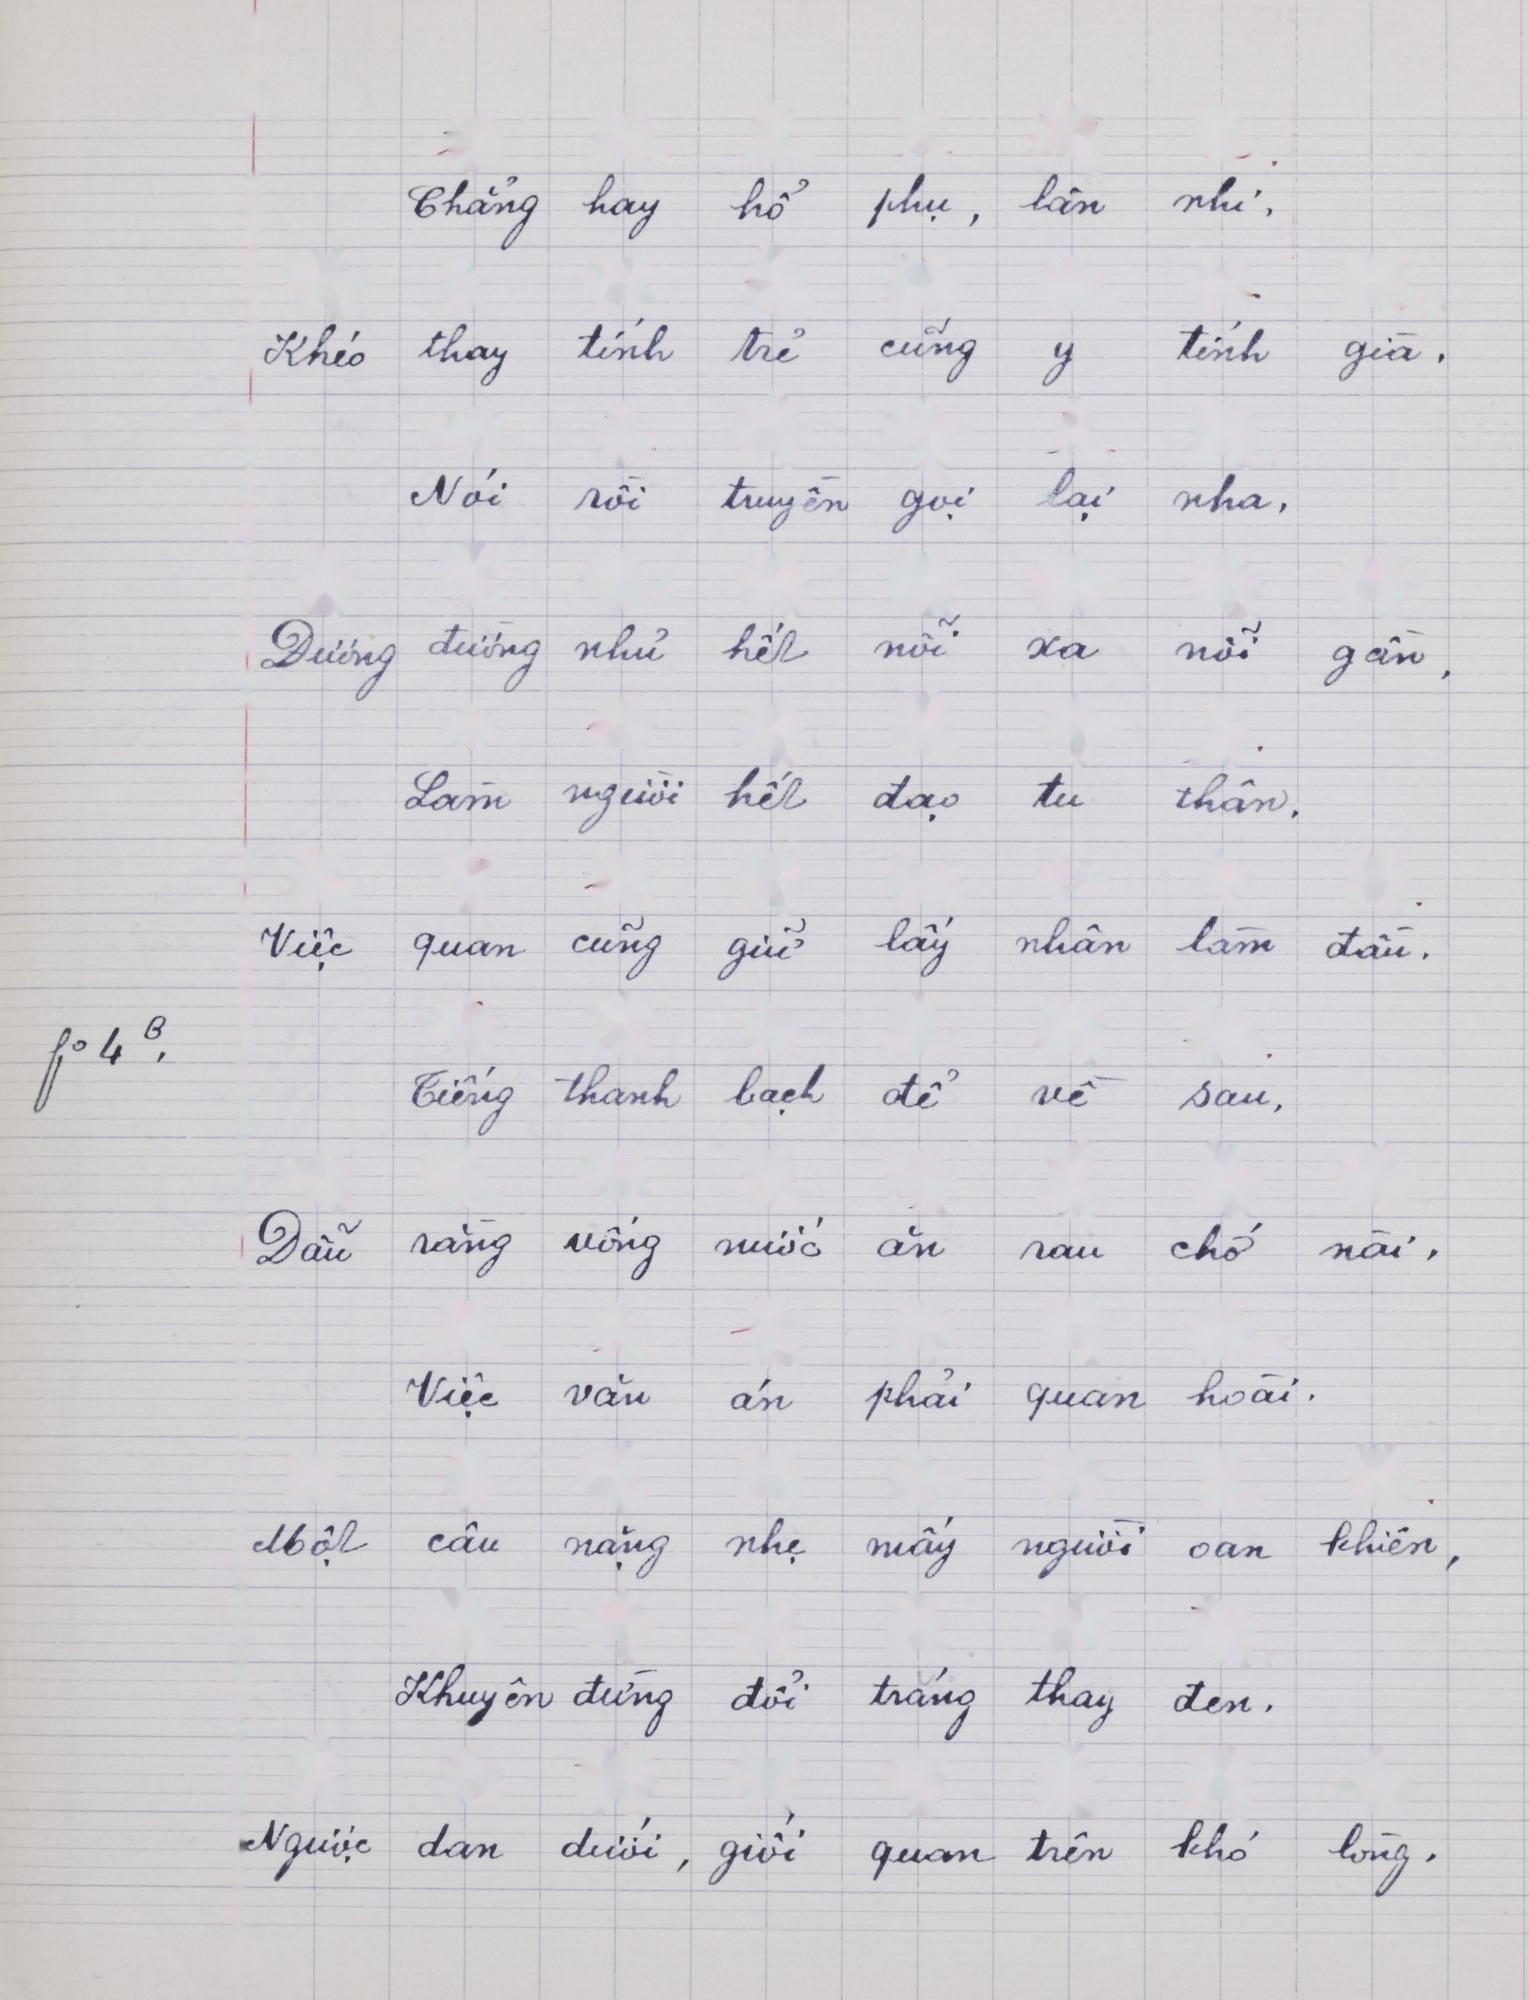 Chẳng hay hổ phụ, lân nhi,
Khéo thay tính trẻ cũng y tính già.
Nói rồi truyền gọi lại nha,
Dương đường nhủ hết nỗi xa nỗi gần,
Làm người hết đạo tu thân,
Việc quan cũng giữ lấy nhân làm đầu.
fº 4 B.
Tiếng thanh bạch để về sau,
Dẫu rằng uống nước ăn rau chớ nài.
Việc văn án phải quan hoài.
Một câu nặng nhẹ mấy người oan khiên,
Khuyên đừng đổi trắng thay đen.
Ngược dan dưới, giối quan trên khó lòng.